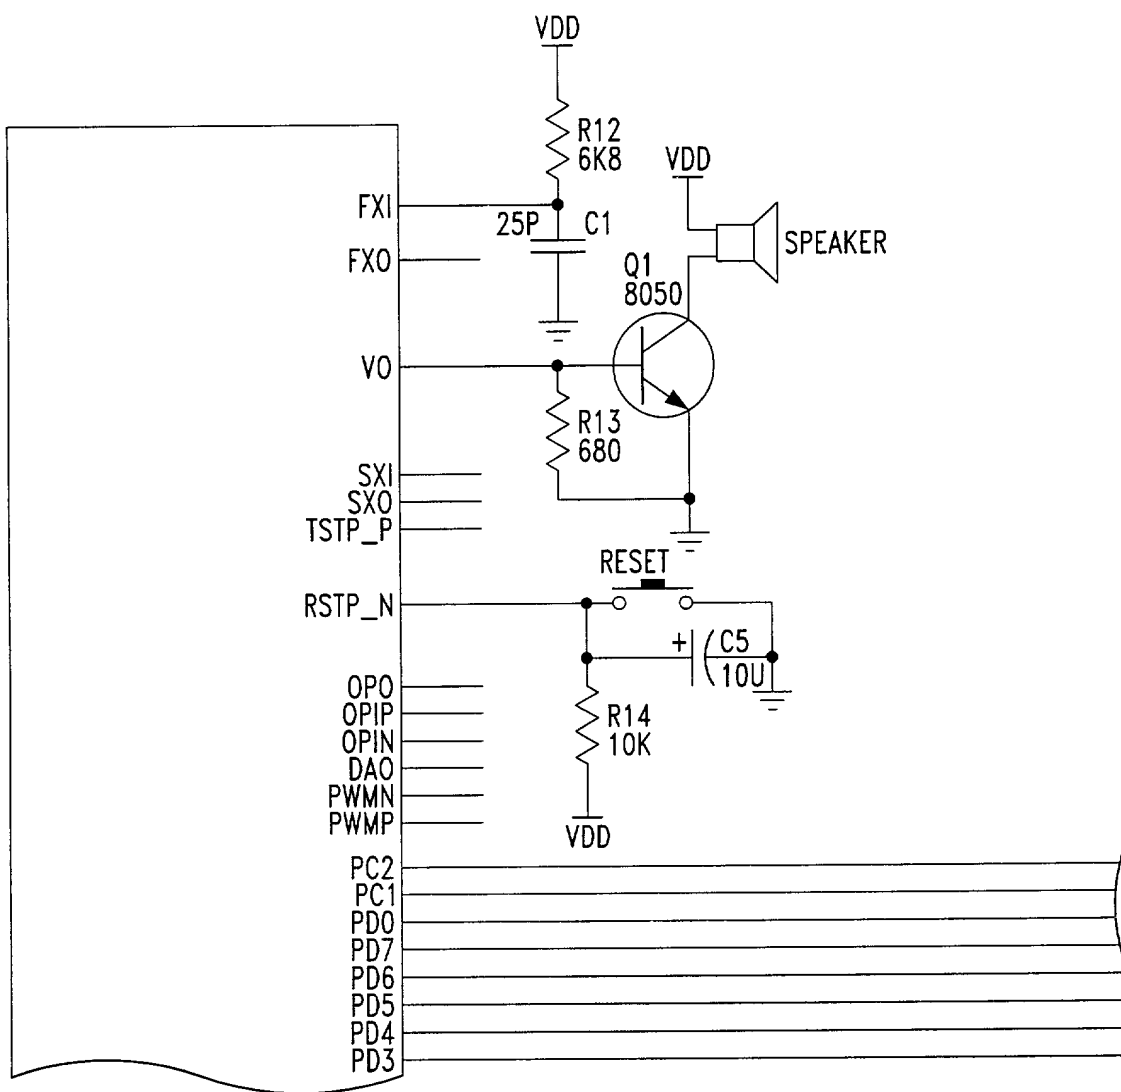 VDD
R12
6K8
VDD
FXI
25P
C1
SPEAKER
FXO
Q1
8050
VO
R13
680
SXI
SXO
TSTP_P
RESET
RSTP_N
+
C5
10U
OPO
OPIP
OPIN
DAO
PWMN
PWMP
R14
10K
VDD
PC2
PC1
PD0
PD7
PD6
PD5
PD4
PD3